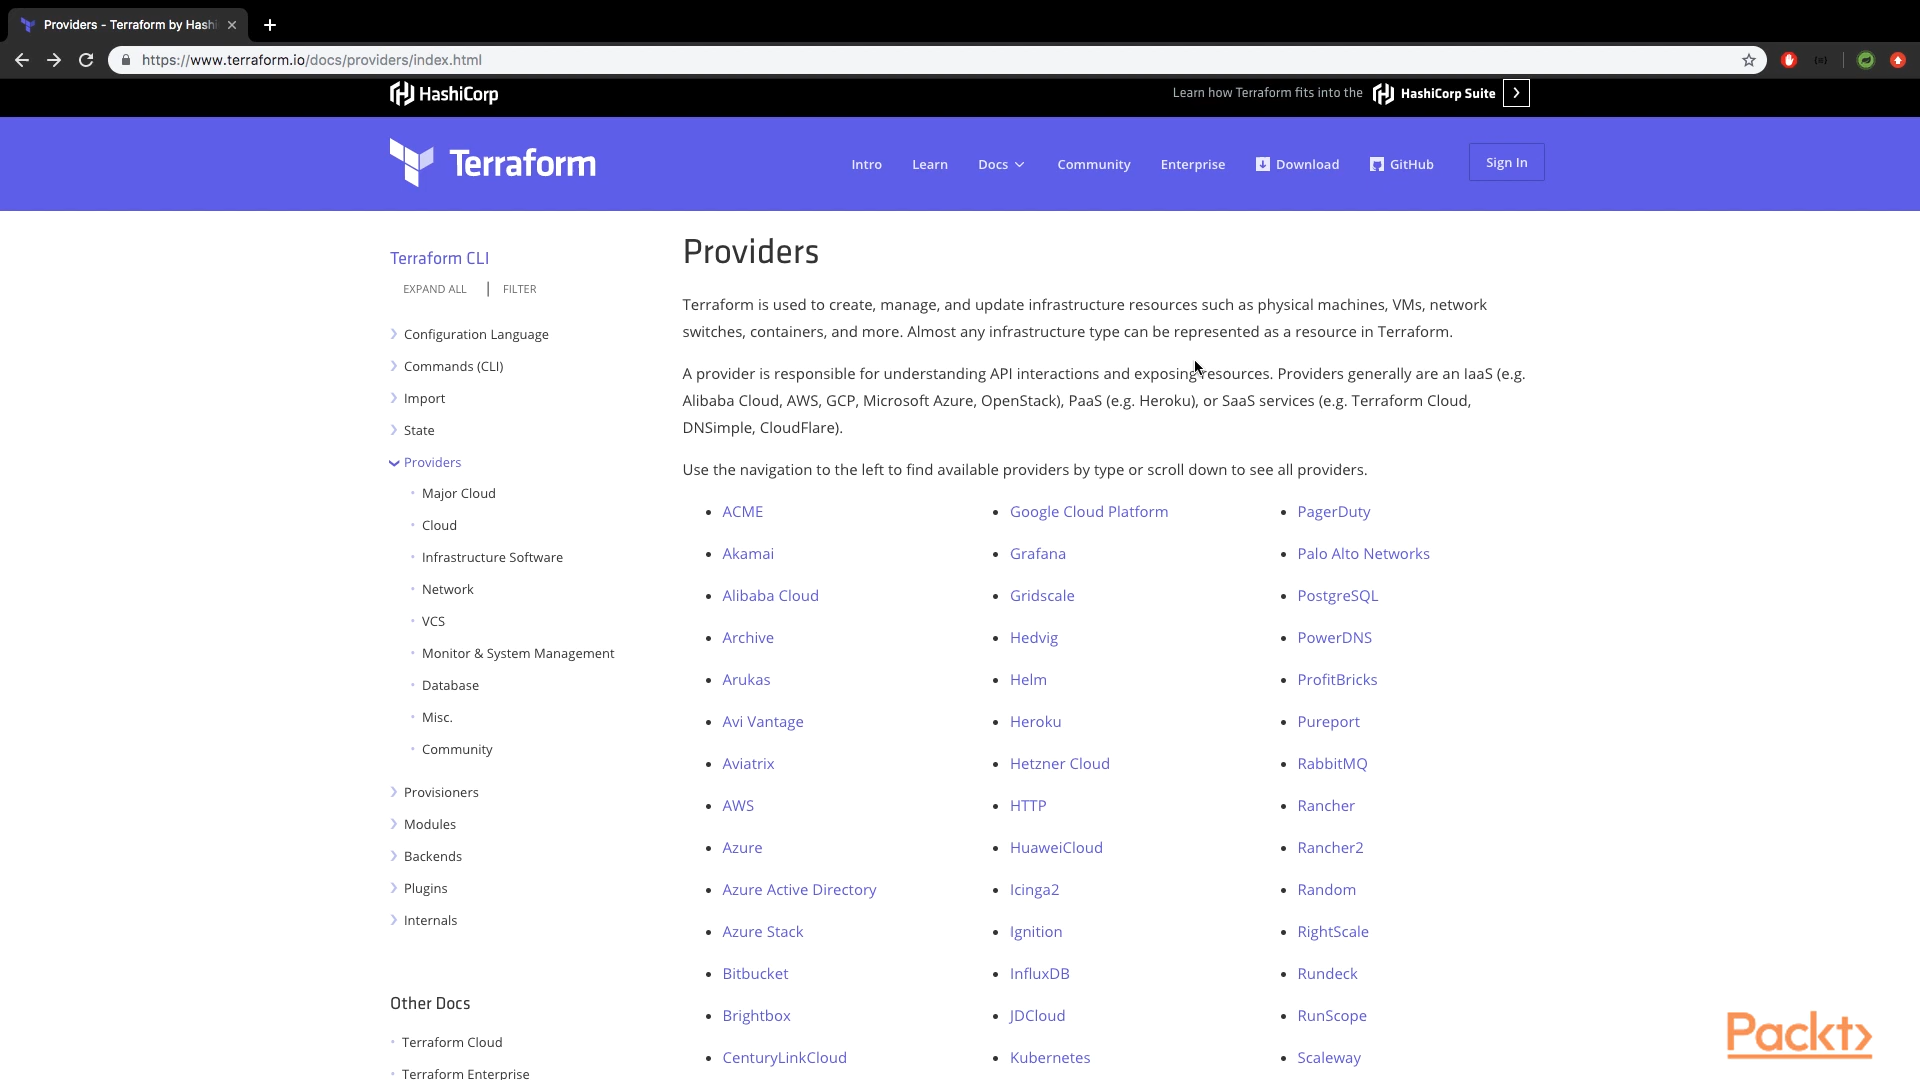 Providers - Terraform by Hashi
https://www.terraform.io/docs/providers/index.html
HashiCorp
Learn how Terraform fits into the HashiCorp Suite
Terraform
Intro
Learn
Docs
Community
Enterprise
Download
GitHub
Sign In
Terraform CLI
EXPAND ALL | FILTER
Configuration Language
Commands (CLI)
Import
State
Providers
Major Cloud
Cloud
Infrastructure Software
Network
VCS
Monitor & System Management
Database
Misc.
Community
Provisioners
Modules
Backends
Plugins
Internals
Other Docs
Terraform Cloud
Terraform Enterprise
Providers
Terraform is used to create, manage, and update infrastructure resources such as physical machines, VMs, network
switches, containers, and more. Almost any infrastructure type can be represented as a resource in Terraform.
A provider is responsible for understanding API interactions and exposing resources. Providers generally are an IaaS (e.g.
Alibaba Cloud, AWS, GCP, Microsoft Azure, OpenStack), PaaS (e.g. Heroku), or SaaS services (e.g. Terraform Cloud,
DNSimple, CloudFlare).
Use the navigation to the left to find available providers by type or scroll down to see all providers.
ACME
Akamai
Alibaba Cloud
Archive
Arukas
Avi Vantage
Aviatrix
AWS
Azure
Azure Active Directory
Azure Stack
Bitbucket
Brightbox
CenturyLinkCloud
Google Cloud Platform
Grafana
Gridscale
Hedvig
Helm
Heroku
Hetzner Cloud
HTTP
HuaweiCloud
Icinga2
Ignition
InfluxDB
JDCloud
Kubernetes
PagerDuty
Palo Alto Networks
PostgreSQL
PowerDNS
ProfitBricks
Pureport
RabbitMQ
Rancher
Rancher2
Random
RightScale
Rundeck
RunScope
Scaleway
Packt